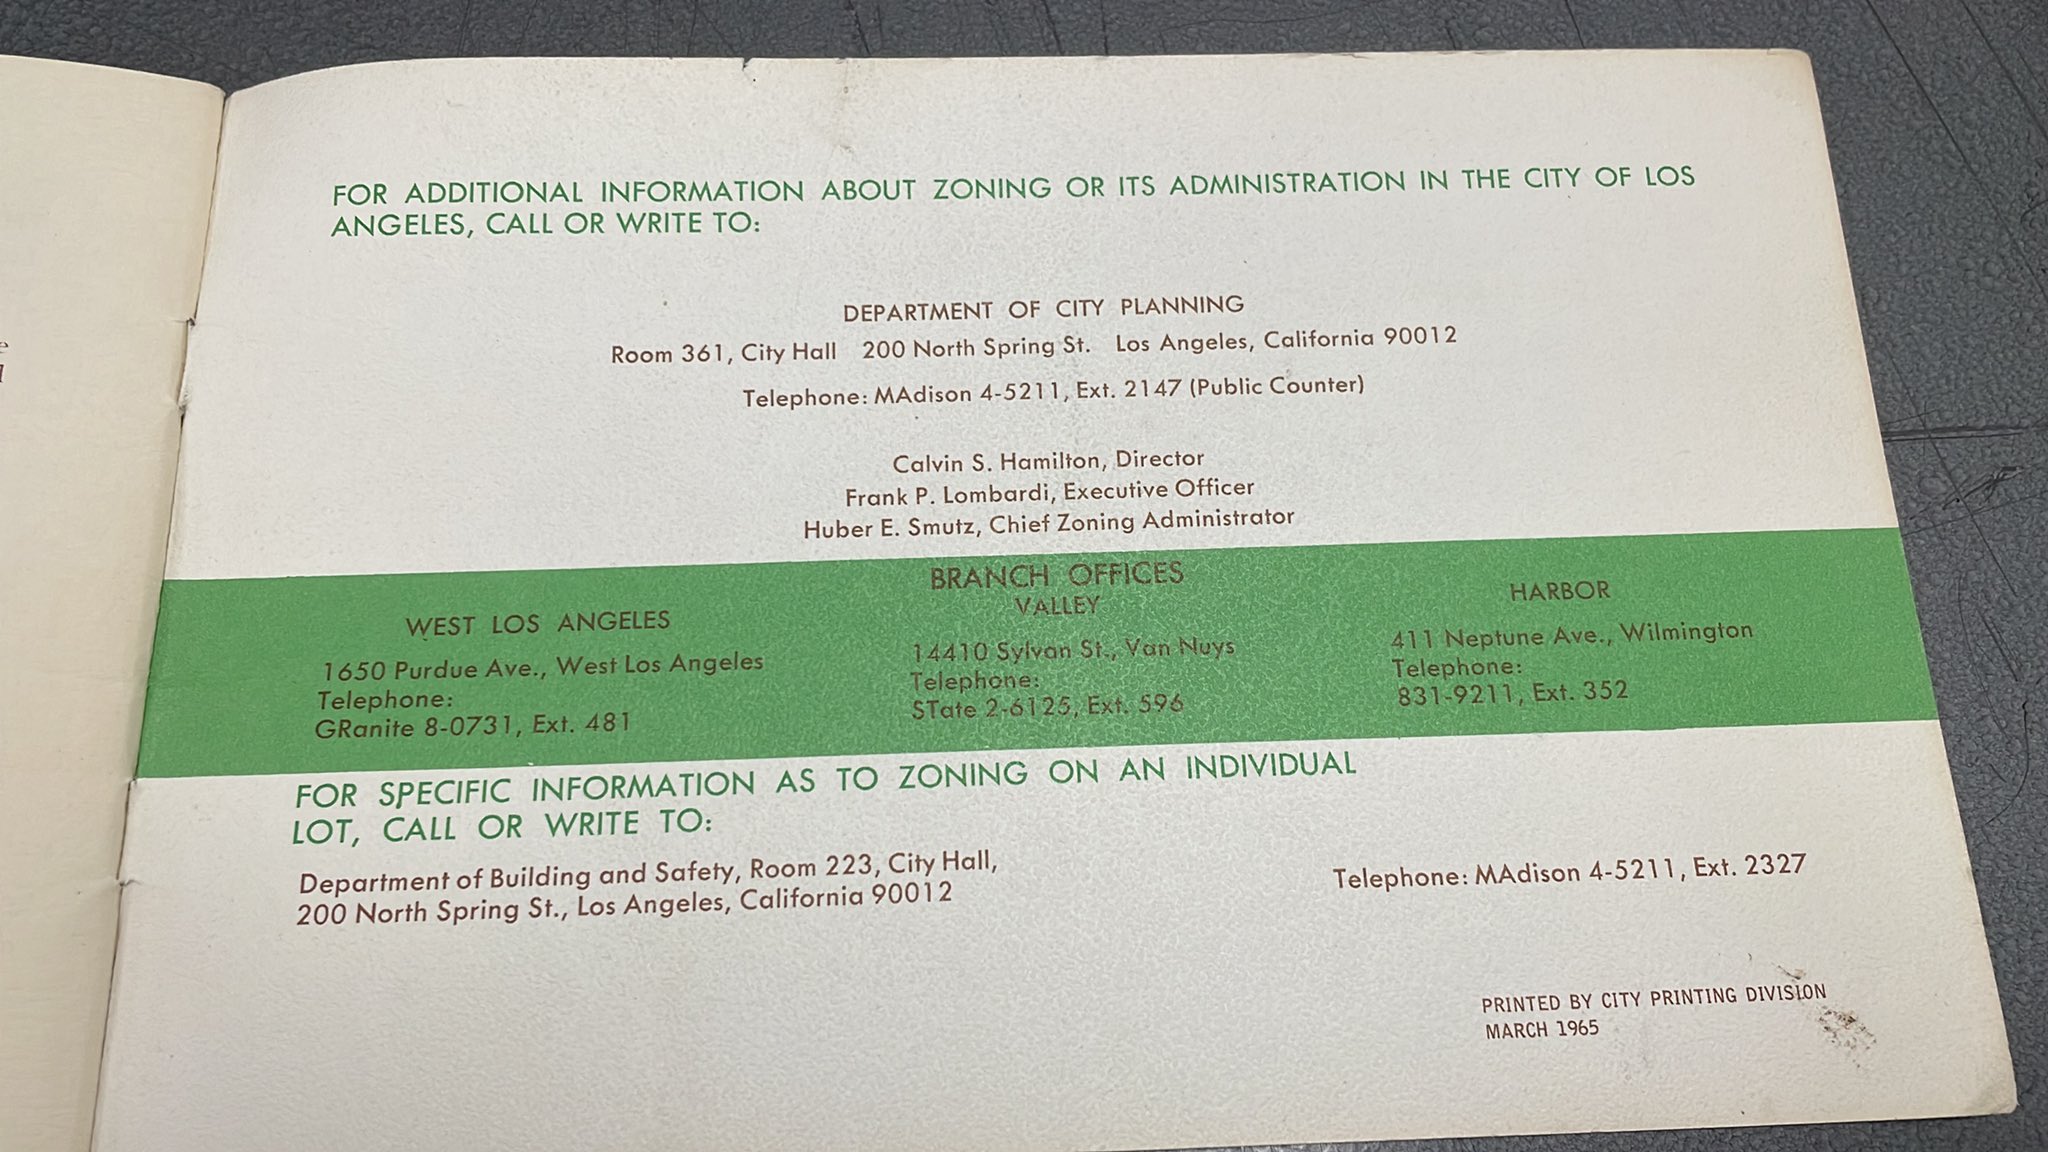 FOR ADDITIONAL INFORMATION ABOUT ZONING OR ITS ADMINISTRATION IN THE CITY OF LOS
ANGELES, CALL OR WRITE TO:
DEPARTMENT OF CITY PLANNING
Room 361, City Hall 200 North Spring St. Los Angeles, California 90012
Telephone: MAdison 4-5211, Ext. 2147 (Public Counter)
Calvin S. Hamilton, Director
Frank P. Lombardi, Executive Officer
Huber E. Smutz, Chief Zoning Administrator
BRANCH OFFICES
WEST LOS ANGELES
1650 Purdue Ave., West Los Angeles
Telephone:
GRanite 8-0731, Ext. 481
VALLEY
14410 Sylvan St., Van Nuys
Telephone:
STate 2-6125, Ext. 596
HARBOR
411 Neptune Ave., Wilmington
Telephone:
831-9211, Ext. 352
FOR SPECIFIC INFORMATION AS TO ZONING ON AN INDIVIDUAL
LOT, CALL OR WRITE TO:
Department of Building and Safety, Room 223, City Hall,
200 North Spring St., Los Angeles, California 90012
Telephone: MAdison 4-5211, Ext. 2327
PRINTED BY CITY PRINTING DIVISION
MARCH 1965